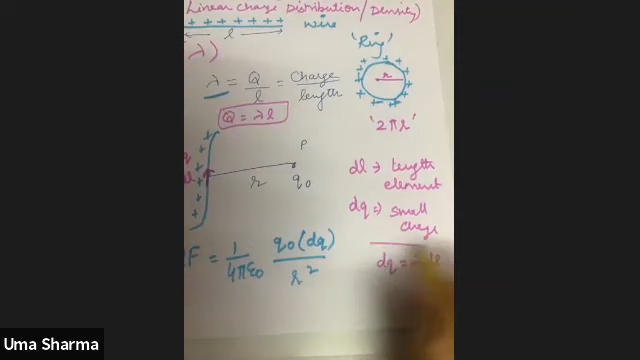 Linear Charge Distribution/Density)
+ + + + + + + +
wire
l
(λ)
'Ring'
λ = Q/l = Charge/length
r
Q = λl
'2πr'
P
r
q₀
dl → length element
dq ⇒ small charge
F = 1/4πε₀ q₀(dq)/r²
dq =
Uma Sharma